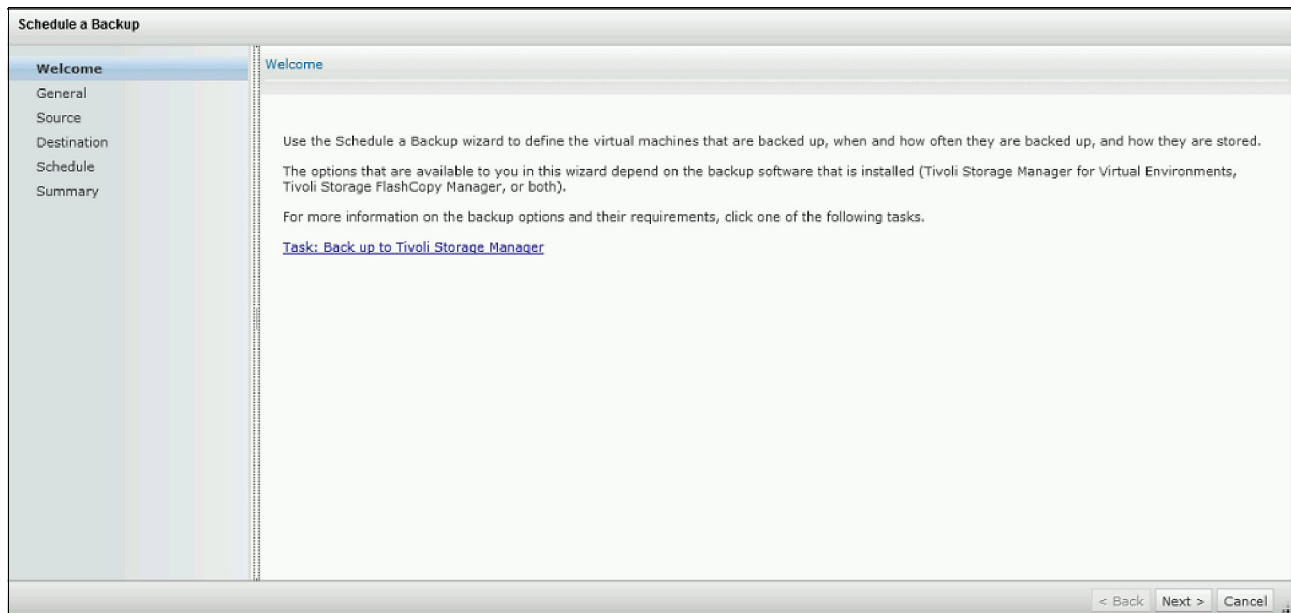 Schedule a Backup
Welcome
General
Source
Destination
Schedule
Summary
Welcome
Use the Schedule a Backup wizard to define the virtual machines that are backed up, when and how often they are backed up, and how they are stored.
The options that are available to you in this wizard depend on the backup software that is installed (Tivoli Storage Manager for Virtual Environments,
Tivoli Storage FlashCopy Manager, or both).
For more information on the backup options and their requirements, click one of the following tasks.
Task: Back up to Tivoli Storage Manager
< Back Next > Cancel